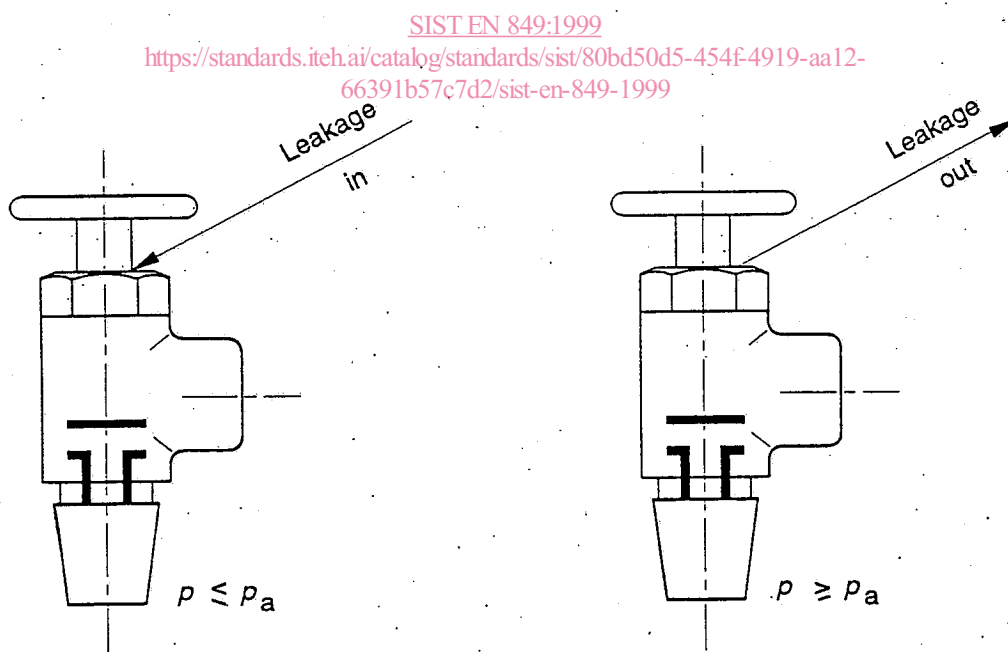 SIST EN 849:1999
https://standards.iteh.ai/catalog/standards/sist/80bd50d5-454f-4919-aa12-
66391b57c7d2/sist-en-849-1999
Leakage
in
Leakage
out
p ≤ pa
p ≥ pa